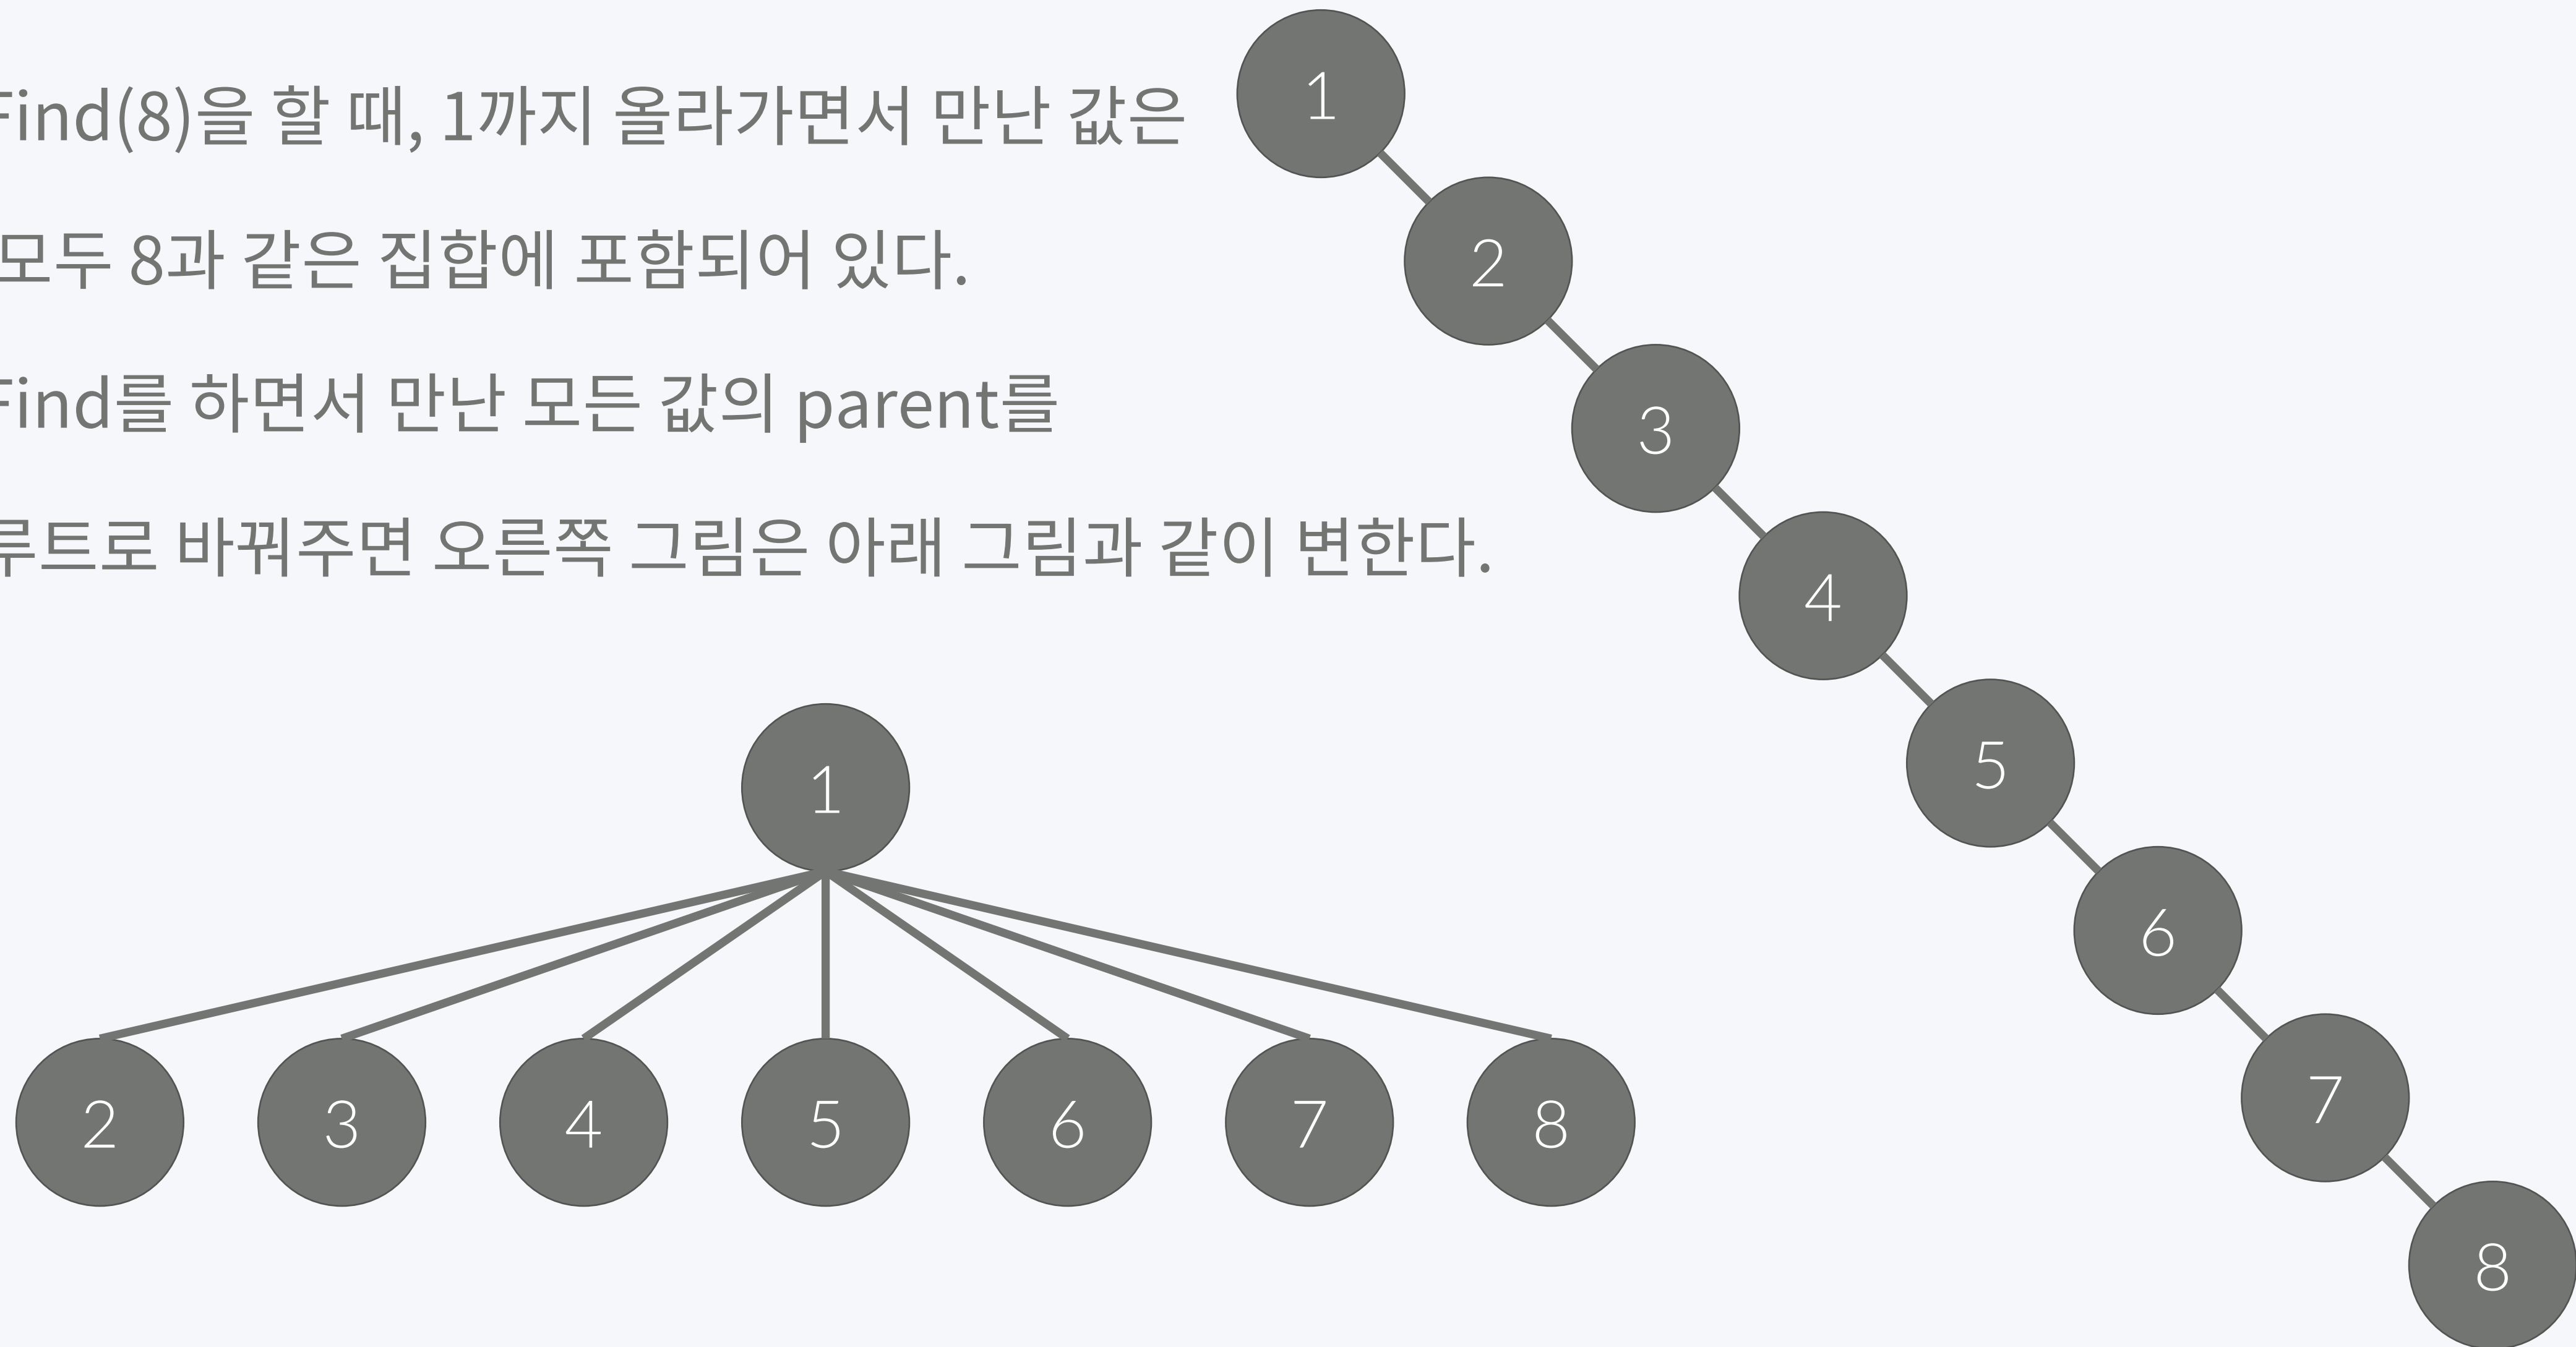 Find(8)을 할 때, 1까지 올라가면서 만난 값은
모두 8과 같은 집합에 포함되어 있다.
Find를 하면서 만난 모든 값의 parent를
루트로 바꿔주면 오른쪽 그림은 아래 그림과 같이 변한다.
1
2
3
4
5
6
7
8
1
2 3 4 5 6 7 8